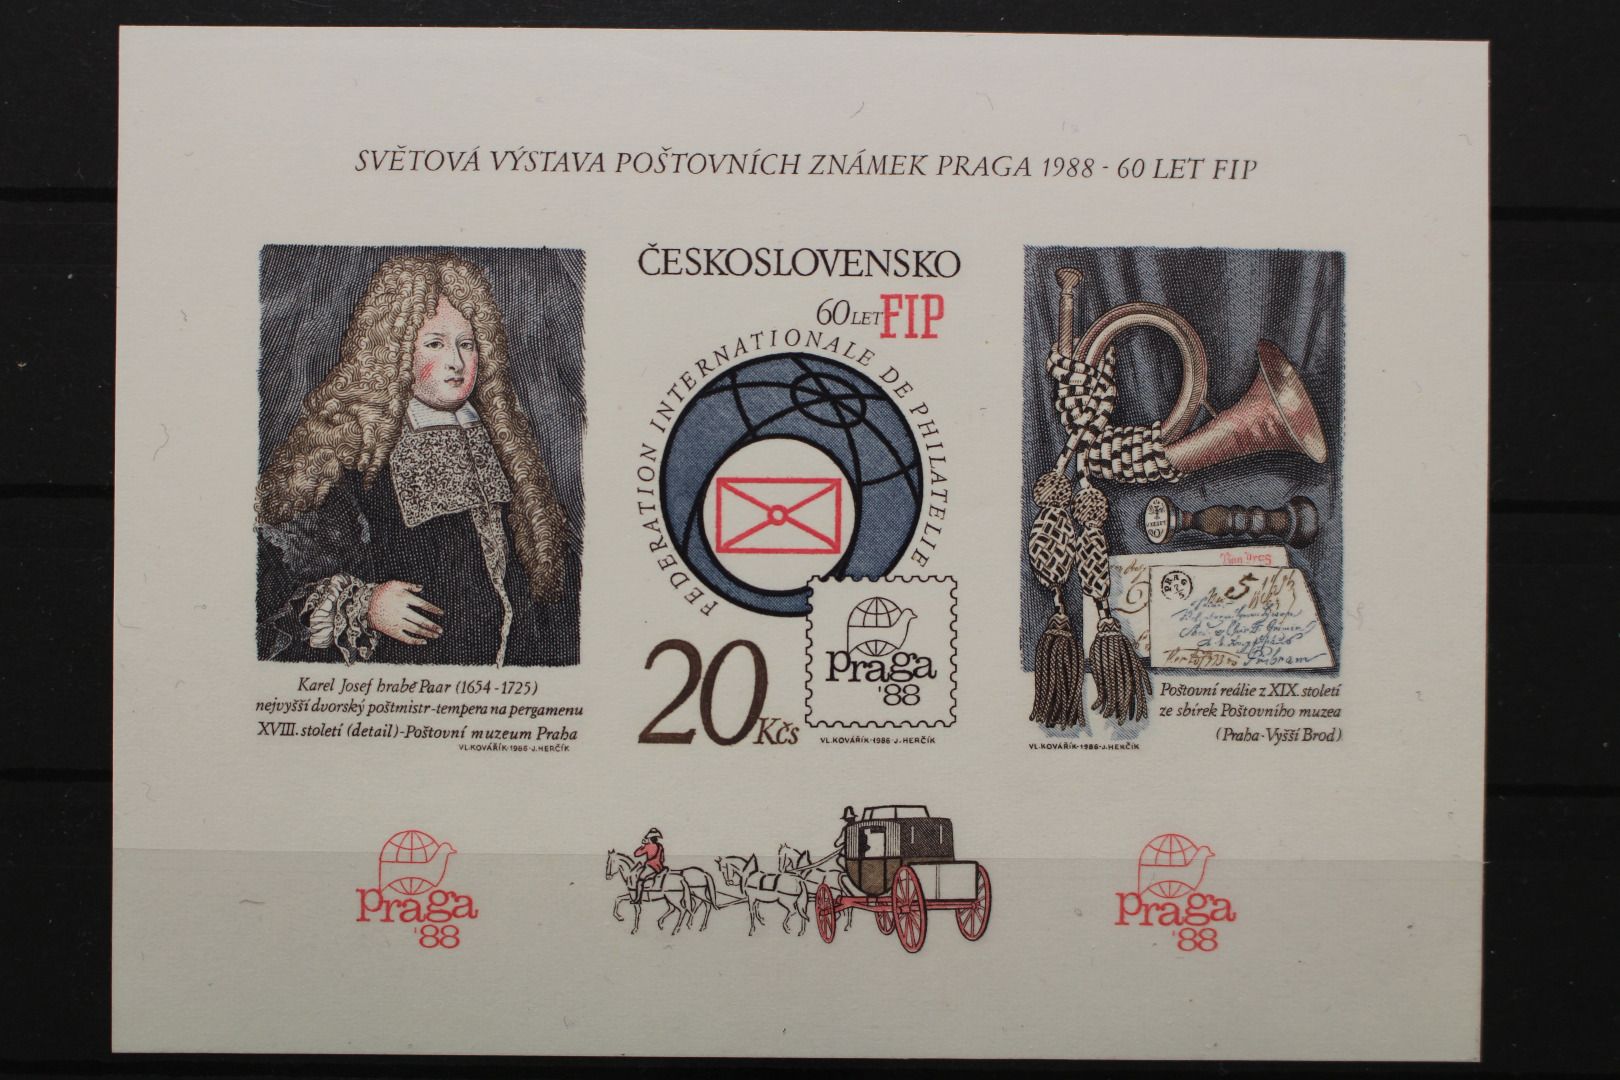 SVĚTOVÁ VÝSTAVA POŠTOVNÍCH ZNÁMEK PRAGA 1988 - 60 LET FIP
Karel Josef hrabě Paar (1654-1725)
nejvyšší dvorský poštmistr-tempera na pergamenu
XVIII. století (detail)-Poštovní muzeum Praha
VL.KOVÁŘÍK·1986·J.HERČÍK
ČESKOSLOVENSKO
60 LET FIP
FEDERATION INTERNATIONALE DE PHILATELIE
20 Kčs
Praga
'88
VL.KOVÁŘÍK·1986·J.HERČÍK
Pribram
Poštovní reálie z XIX. století
ze sbírek Poštovního muzea
(Praha-Vyšší Brod)
VL.KOVÁŘÍK·1986·J.HERČÍK
Praga
'88
Praga
'88